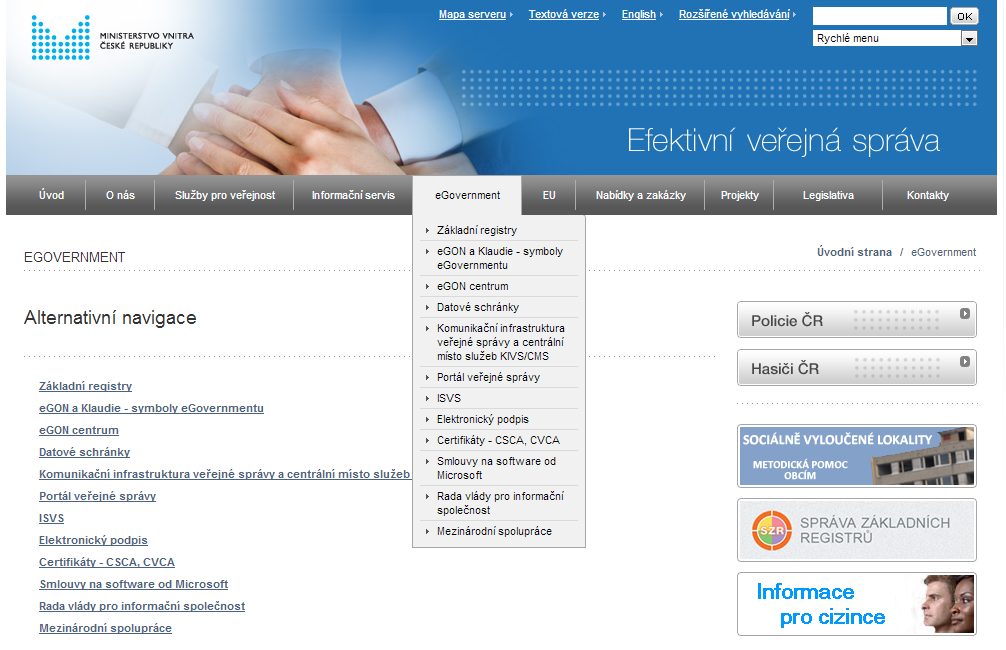 MINISTERSTVO VNITRA
ČESKÉ REPUBLIKY
Mapa serveru
Textová verze
English
Rozšířené vyhledávání
OK
Rychlé menu
Efektivní veřejná správa
Úvod
O nás
Služby pro veřejnost
Informační servis
eGovernment
EU
Nabídky a zakázky
Projekty
Legislativa
Kontakty
Základní registry
eGON a Klaudie - symboly
eGovernmentu
eGON centrum
Datové schránky
Komunikační infrastruktura
veřejné správy a centrální
místo služeb KIVS/CMS
Portál veřejné správy
ISVS
Elektronický podpis
Certifikáty - CSCA, CVCA
Smlouvy na software od
Microsoft
Rada vlády pro informační
společnost
Mezinárodní spolupráce
EGOVERNMENT
Úvodní strana / eGovernment
Alternativní navigace
Základní registry
eGON a Klaudie - symboly eGovernmentu
eGON centrum
Datové schránky
Komunikační infrastruktura veřejné správy a centrální místo služeb
Portál veřejné správy
ISVS
Elektronický podpis
Certifikáty - CSCA, CVCA
Smlouvy na software od Microsoft
Rada vlády pro informační společnost
Mezinárodní spolupráce
Policie ČR
Hasiči ČR
SOCIÁLNĚ VYLOUČENÉ LOKALITY
METODICKÁ POMOC
OBCÍM
SZR
SPRÁVA ZÁKLADNÍCH
REGISTRŮ
Informace
pro cizince